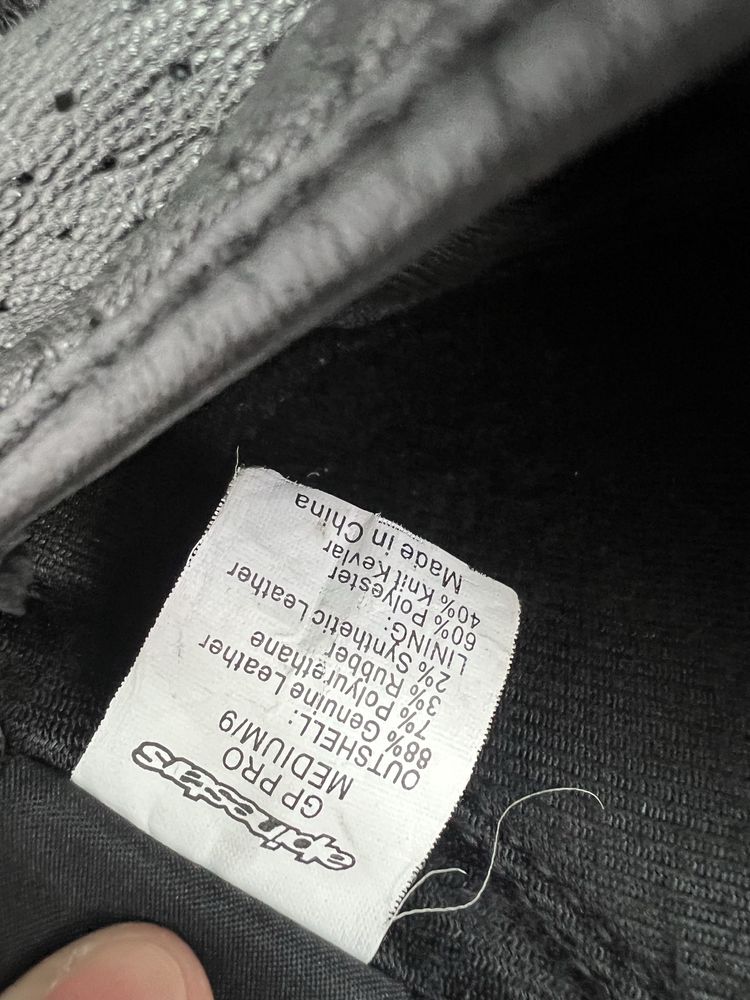 alpinestars
GP PRO
MEDIUM/9
OUTSHELL:
88% Genuine Leather
7% Polyurethane
3% Rubber
2% Synthetic Leather
LINING:
60% Polyester
40% Knit Kevlar
Made in China